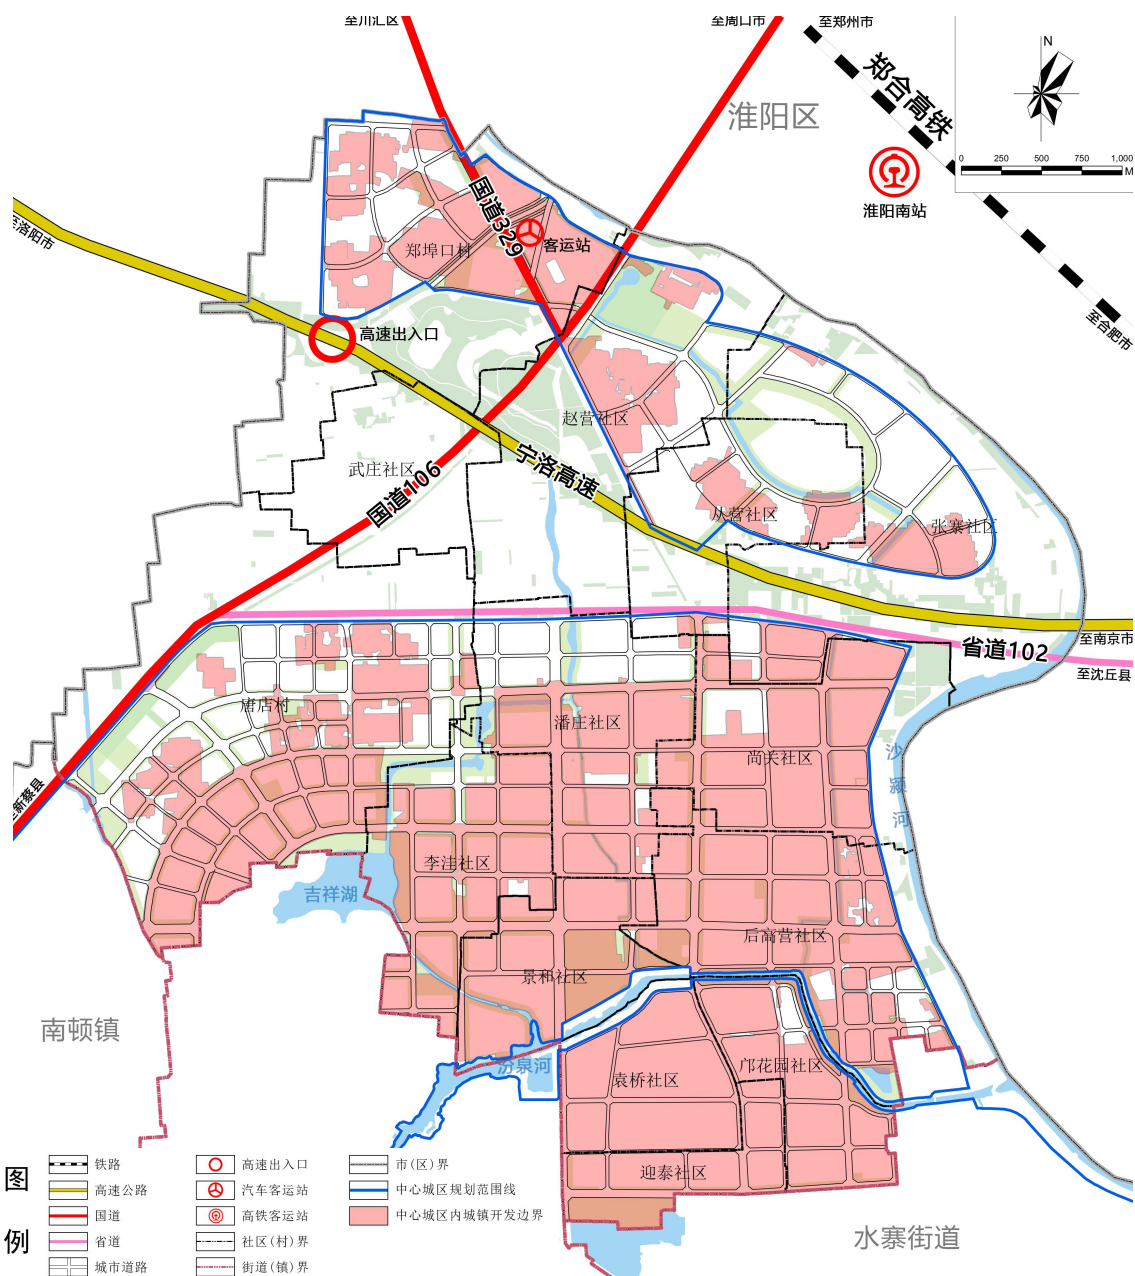 至川汇区
至周口市
至郑州市
郑合高铁
N
0 250 500 750 1,000
M
淮阳区
淮阳南站
至洛阳市
国道329
客运站
郑埠口村
高速出入口
至合肥市
赵营社区
武庄社区
国道106
宁洛高速
从营社区
张寨社区
省道102
至南京市
至沈丘县
唐店村
潘庄社区
尚关社区
沙颍河
至新蔡县
李洼社区
吉祥湖
后高营社区
景和社区
南顿镇
汾泉河
袁桥社区
邝花园社区
迎泰社区
水寨街道
图例
铁路
高速公路
国道
省道
城市道路
高速出入口
汽车客运站
高铁客运站
社区(村)界
街道(镇)界
市(区)界
中心城区规划范围线
中心城区内城镇开发边界